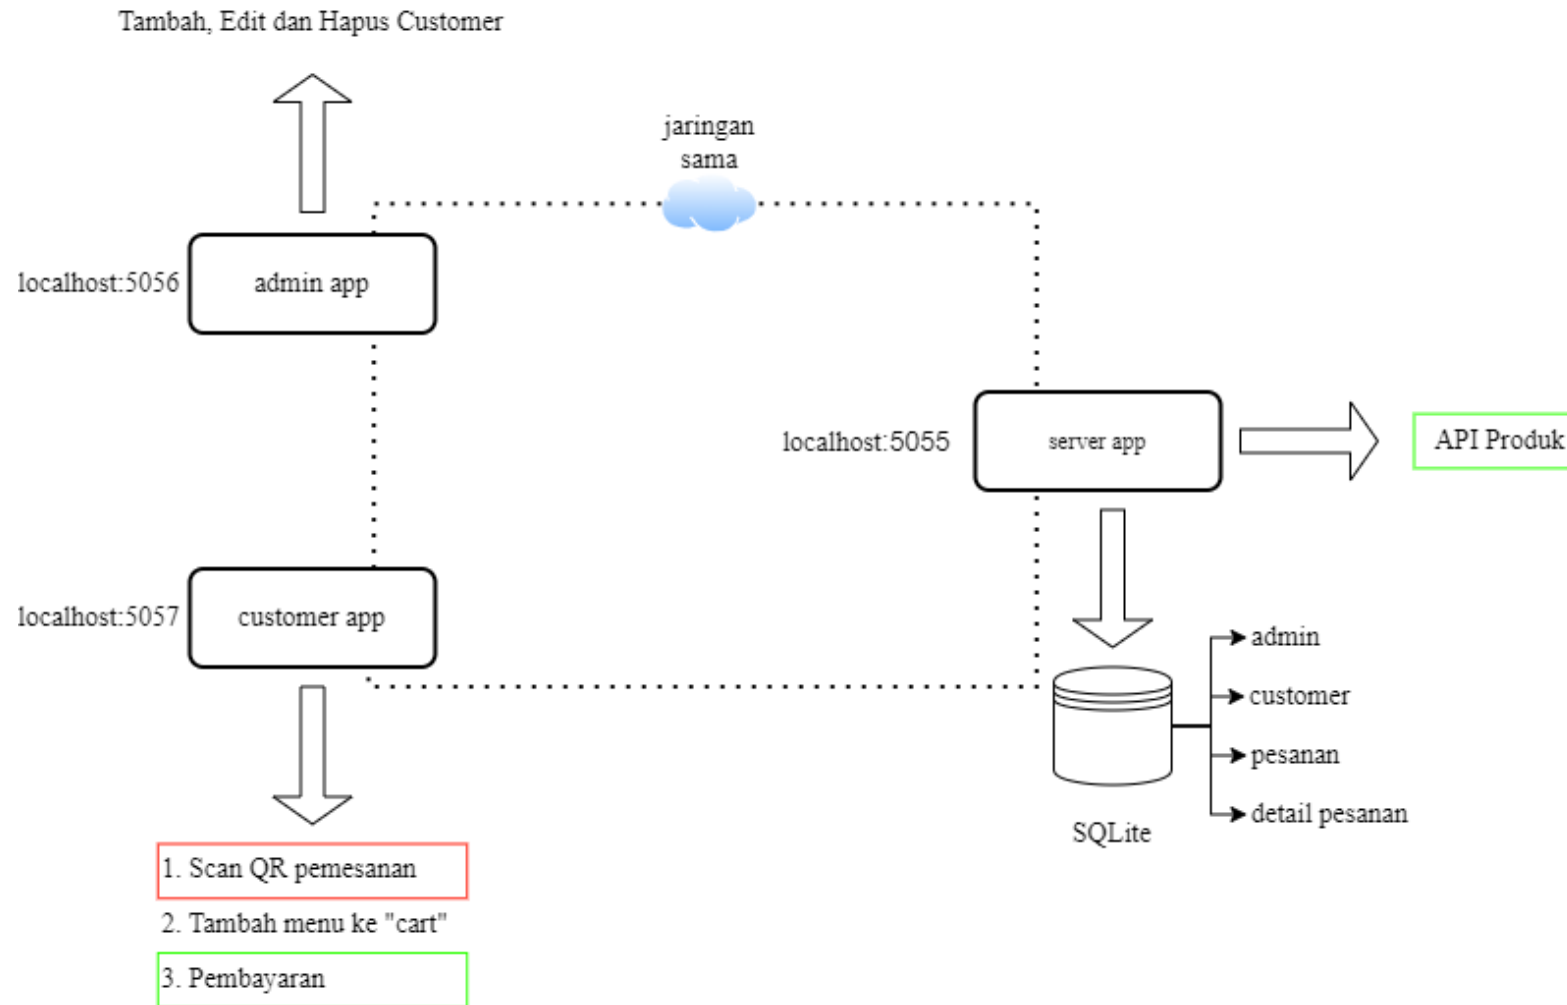 Tambah, Edit dan Hapus Customer
jaringan
sama
localhost:5056
admin app
localhost:5055
server app
API Produk
localhost:5057
customer app
admin
customer
pesanan
detail pesanan
SQLite
1. Scan QR pemesanan
2. Tambah menu ke "cart"
3. Pembayaran